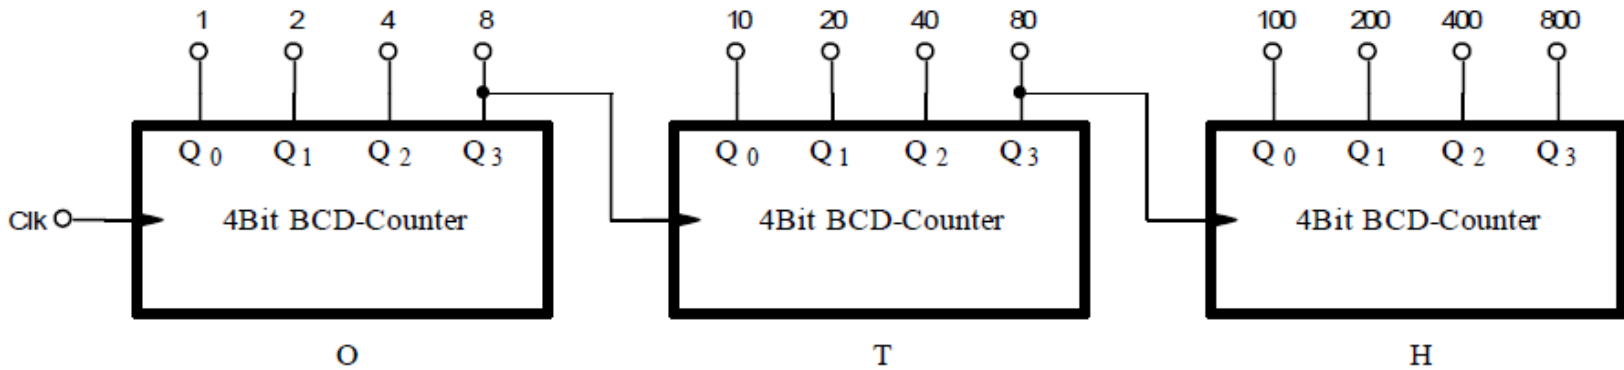 1 2 4 8 10 20 40 80 100 200 400 800
Q0 Q1 Q2 Q3 Q0 Q1 Q2 Q3 Q0 Q1 Q2 Q3
Clk 4Bit BCD-Counter 4Bit BCD-Counter 4Bit BCD-Counter
O T H